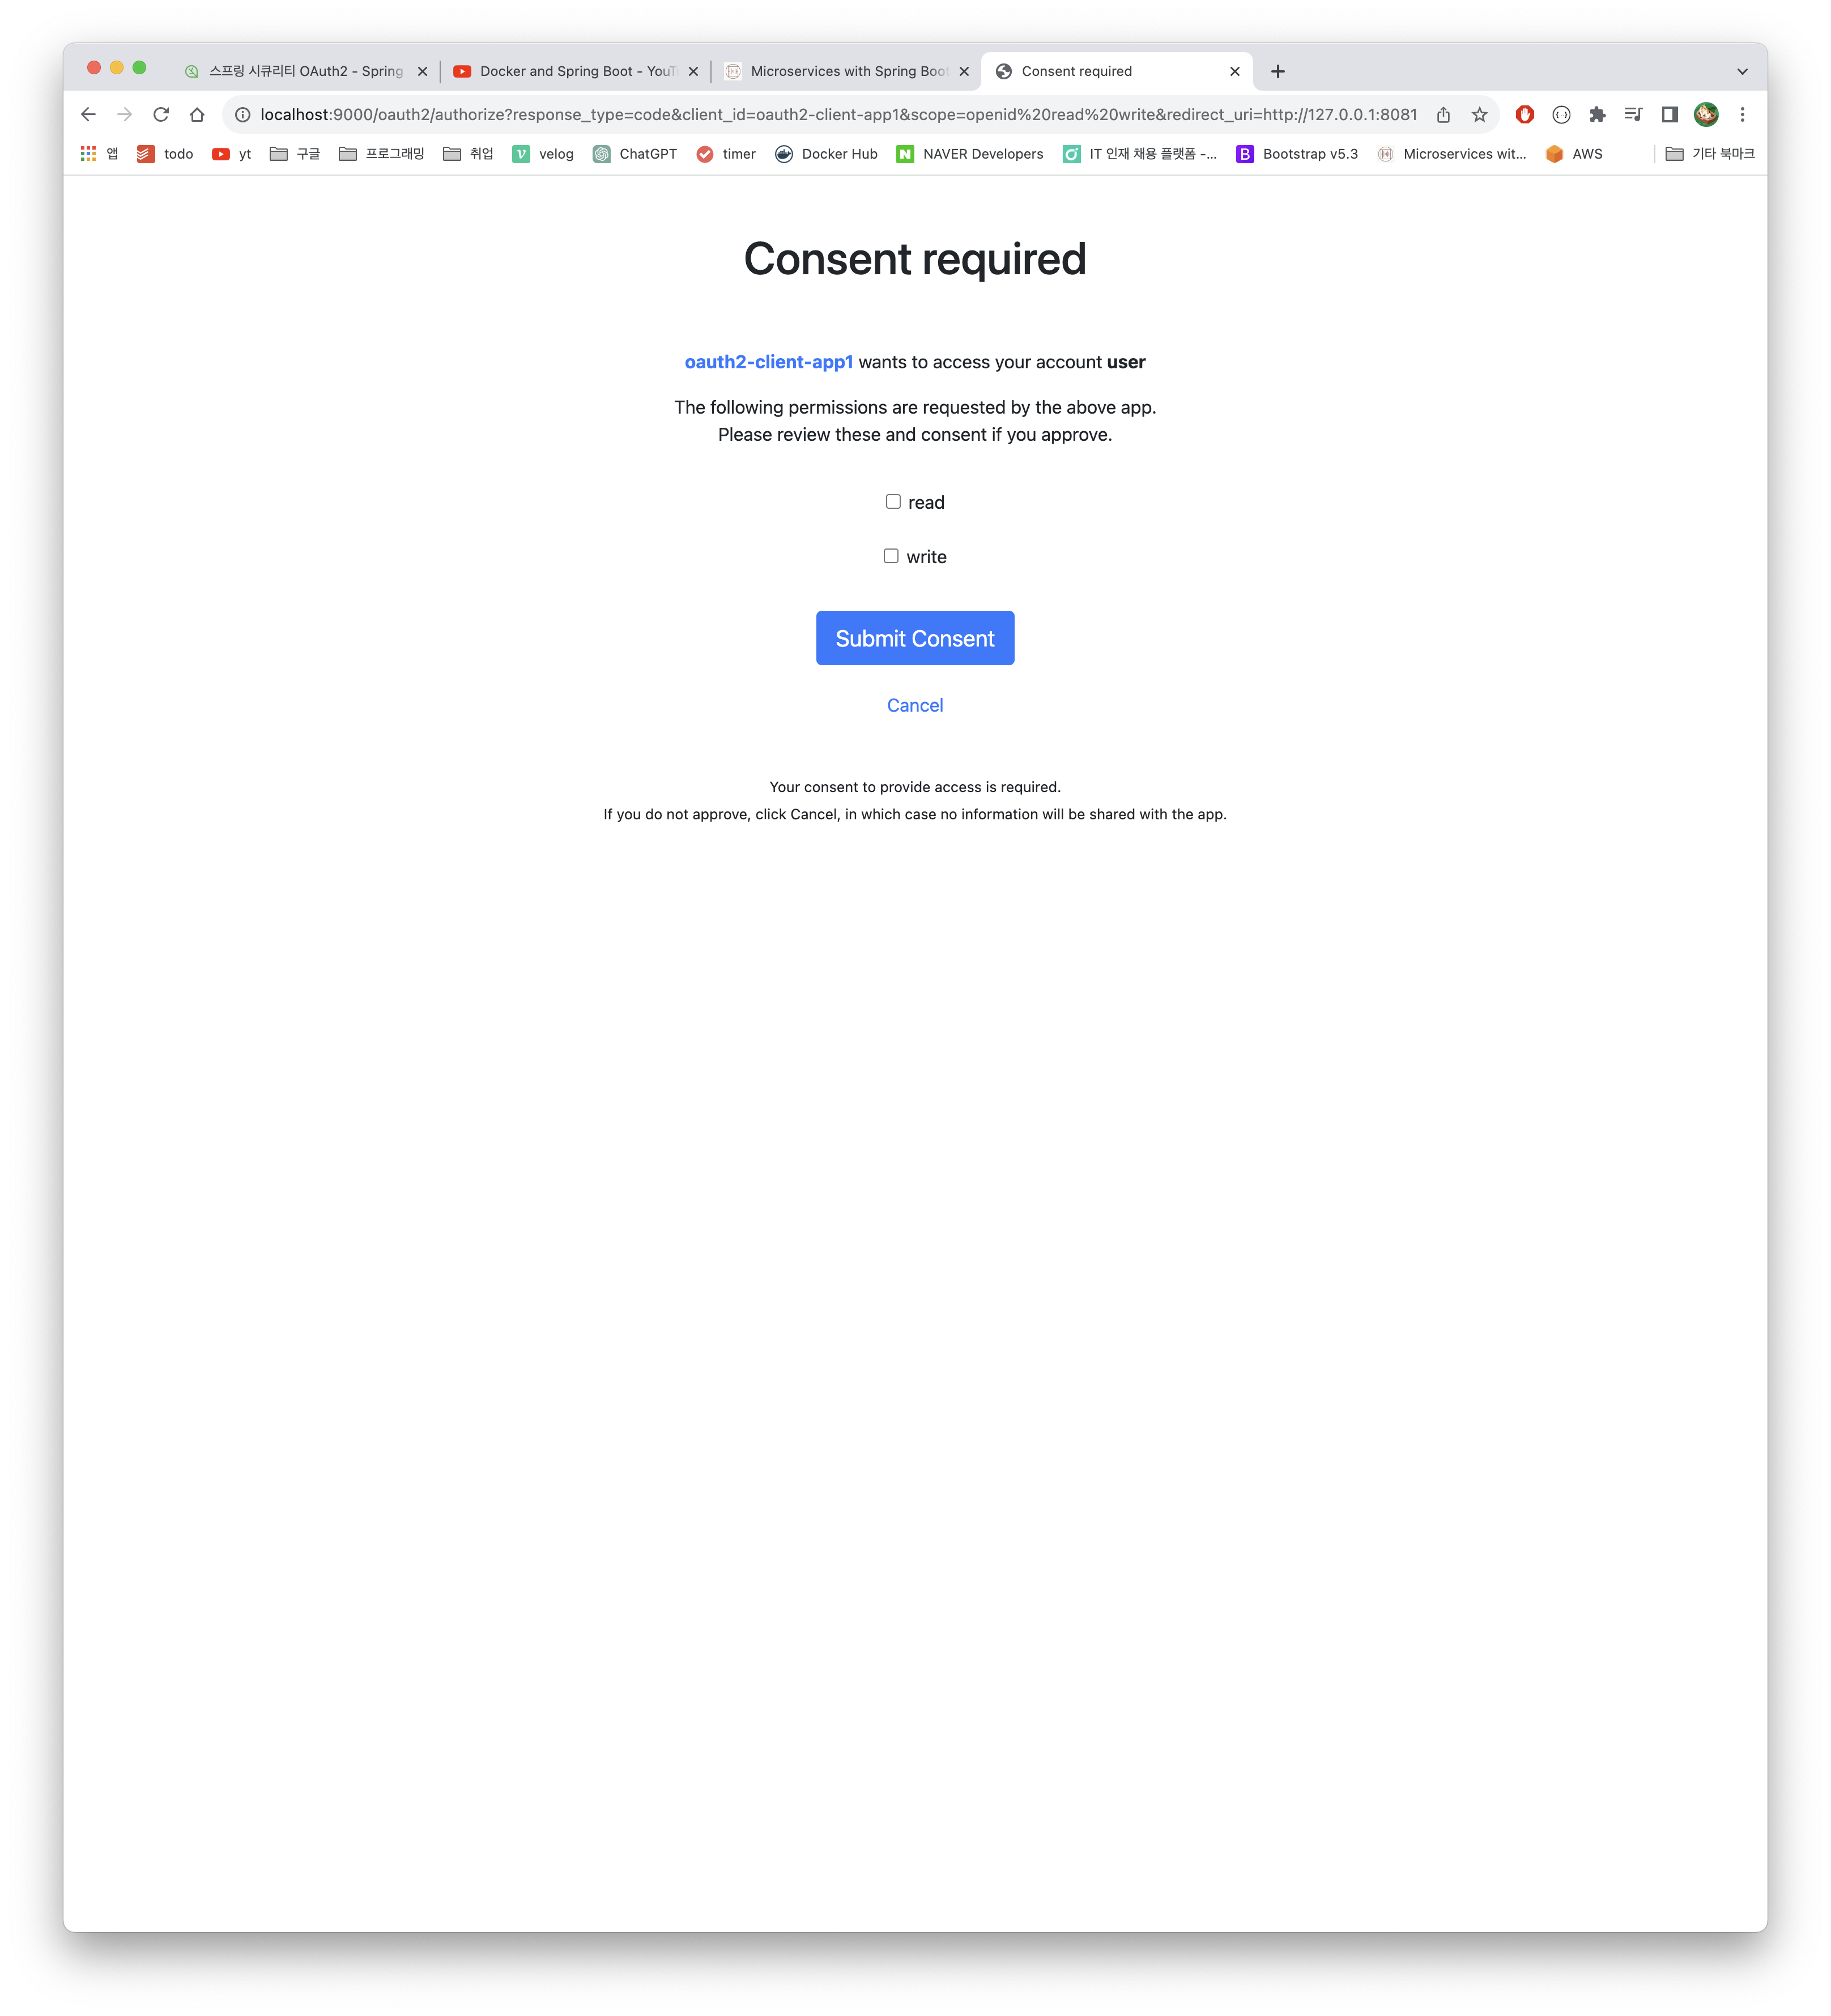 스프링 시큐리티 OAuth2 - Spring
Docker and Spring Boot - YouT
Microservices with Spring Boot
Consent required
localhost:9000/oauth2/authorize?response_type=code&client_id=oauth2-client-app1&scope=openid%20read%20write&redirect_uri=http://127.0.0.1:8081
앱 todo yt 구글 프로그래밍 취업 velog ChatGPT timer Docker Hub NAVER Developers IT 인재 채용 플랫폼 -... Bootstrap v5.3 Microservices wit... AWS 기타 북마크
Consent required
oauth2-client-app1 wants to access your account user
The following permissions are requested by the above app.
Please review these and consent if you approve.
read
write
Submit Consent
Cancel
Your consent to provide access is required.
If you do not approve, click Cancel, in which case no information will be shared with the app.